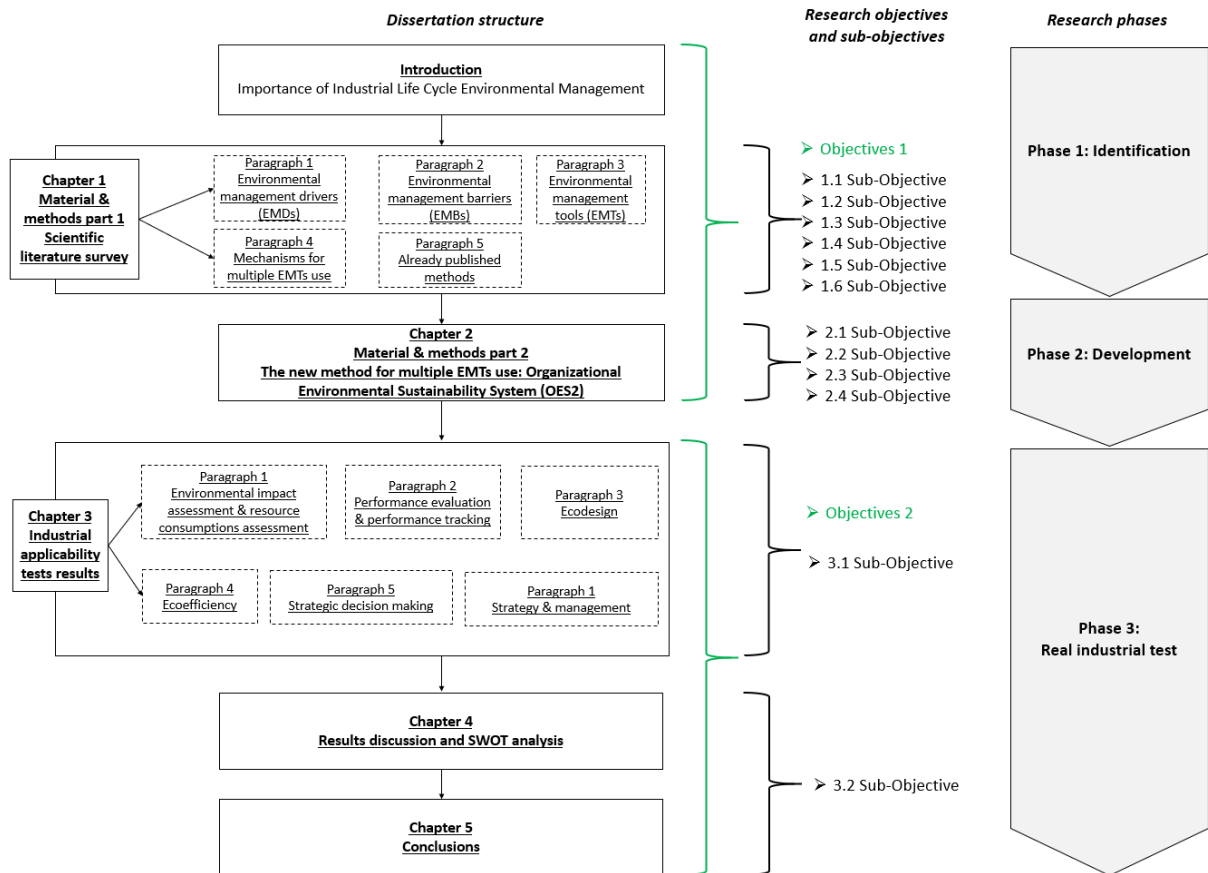 Dissertation structure
Research objectives
and sub-objectives
Research phases
Introduction
Importance of Industrial Life Cycle Environmental Management
Chapter 1
Material &
methods part 1
Scientific
literature survey
Paragraph 1
Environmental
management drivers
(EMDs)
Paragraph 2
Environmental
management barriers
(EMBs)
Paragraph 3
Environmental
management
tools (EMTs)
Paragraph 4
Mechanisms for
multiple EMTs use
Paragraph 5
Already published
methods
➤ Objectives 1
➤ 1.1 Sub-Objective
➤ 1.2 Sub-Objective
➤ 1.3 Sub-Objective
➤ 1.4 Sub-Objective
➤ 1.5 Sub-Objective
➤ 1.6 Sub-Objective
Phase 1: Identification
Chapter 2
Material & methods part 2
The new method for multiple EMTs use: Organizational
Environmental Sustainability System (OES2)
➤ 2.1 Sub-Objective
➤ 2.2 Sub-Objective
➤ 2.3 Sub-Objective
➤ 2.4 Sub-Objective
Phase 2: Development
Chapter 3
Industrial
applicability
tests results
Paragraph 1
Environmental impact
assessment & resource
consumptions assessment
Paragraph 2
Performance evaluation
& performance tracking
Paragraph 3
Ecodesign
Paragraph 4
Ecoefficiency
Paragraph 5
Strategic decision making
Paragraph 1
Strategy & management
➤ Objectives 2
➤ 3.1 Sub-Objective
Phase 3:
Real industrial test
Chapter 4
Results discussion and SWOT analysis
➤ 3.2 Sub-Objective
Chapter 5
Conclusions